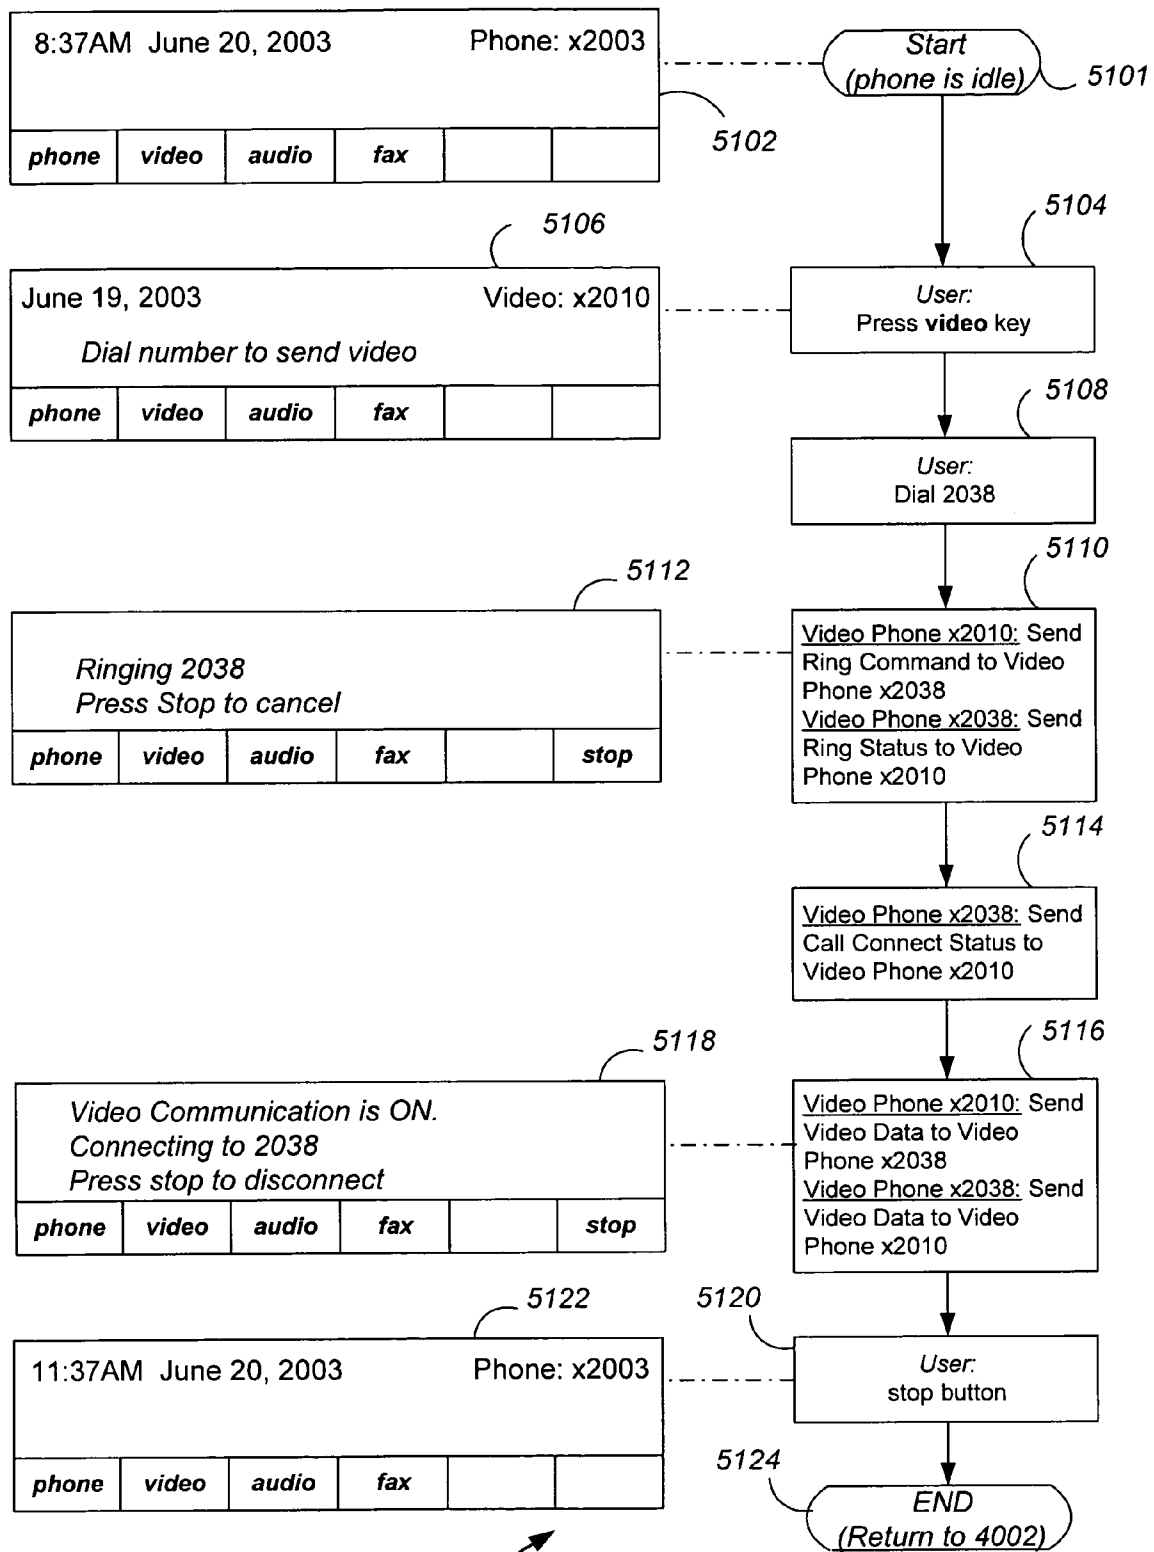 8:37AM June 20, 2003 Phone: x2003
phone video audio fax
5102
Start
(phone is idle)
5101
5106
June 19, 2003 Video: x2010
Dial number to send video
phone video audio fax
5104
User:
Press video key
5108
User:
Dial 2038
5112
Ringing 2038
Press Stop to cancel
phone video audio fax stop
5110
Video Phone x2010: Send
Ring Command to Video
Phone x2038
Video Phone x2038: Send
Ring Status to Video
Phone x2010
5114
Video Phone x2038: Send
Call Connect Status to
Video Phone x2010
5118
Video Communication is ON.
Connecting to 2038
Press stop to disconnect
phone video audio fax stop
5116
Video Phone x2010: Send
Video Data to Video
Phone x2038
Video Phone x2038: Send
Video Data to Video
Phone x2010
5122
11:37AM June 20, 2003 Phone: x2003
phone video audio fax
5120
User:
stop button
5124
END
(Return to 4002)